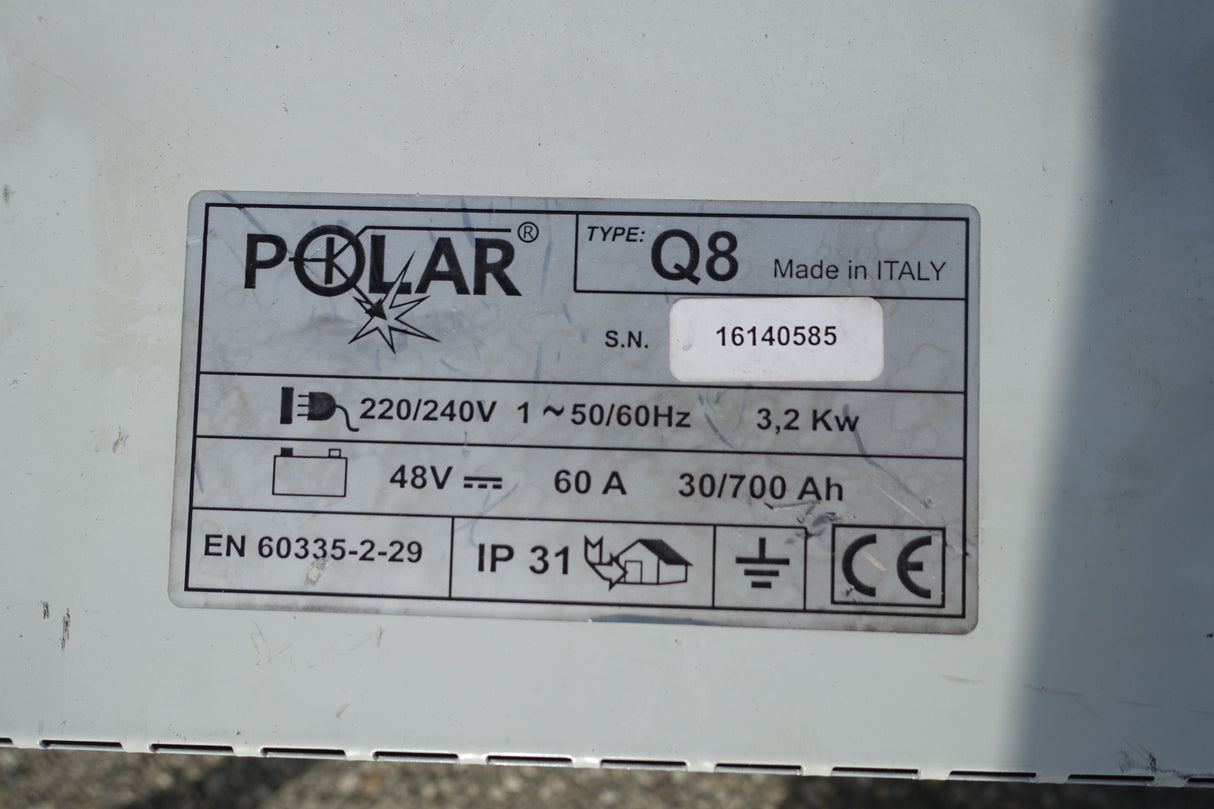 POLAR®
TYPE: Q8 Made in ITALY
S.N. 16140585
220/240V 1~50/60Hz 3,2 Kw
48V ⎓ 60 A 30/700 Ah
EN 60335-2-29 IP 31 CE